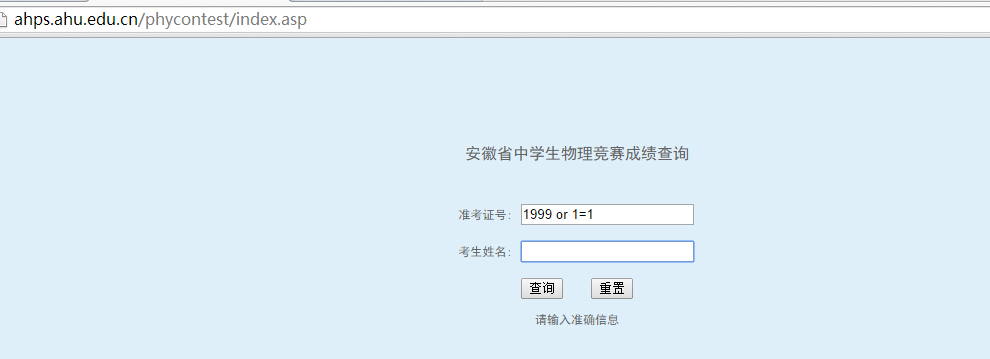 ahps.ahu.edu.cn/phycontest/index.asp
安徽省中学生物理竞赛成绩查询
准考证号： 1999 or 1=1
考生姓名：
查询 重置
请输入准确信息